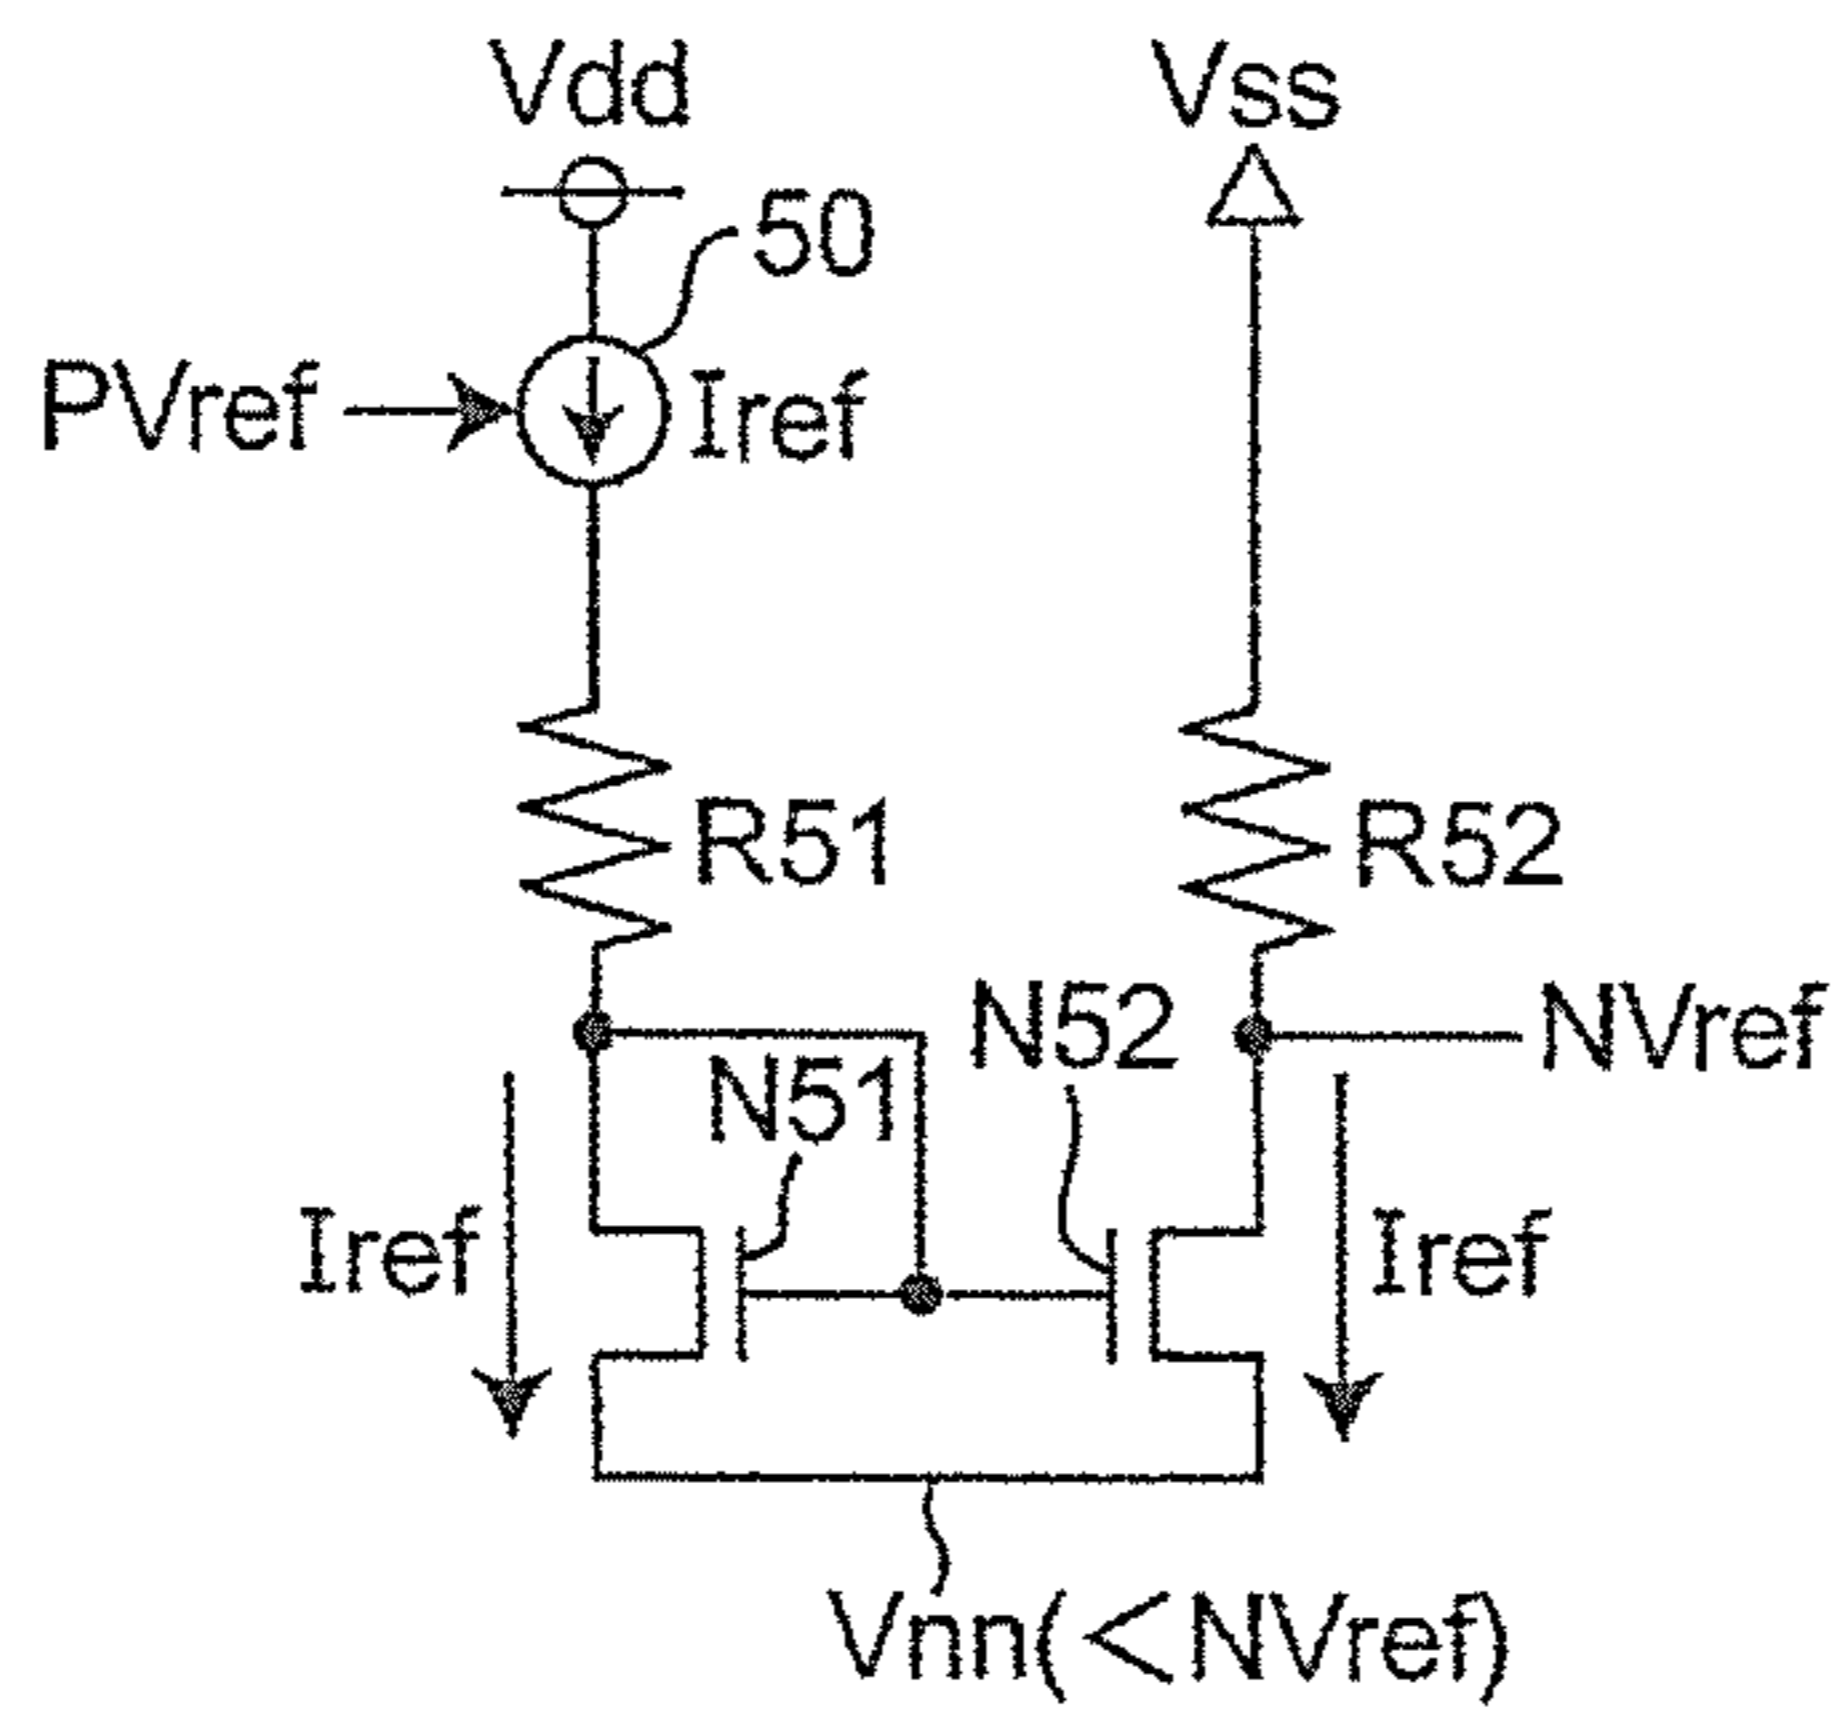 Vdd
Vss
50
PVref
Iref
R51
R52
N52
NVref
N51
Iref
Iref
Vnn(<NVref)